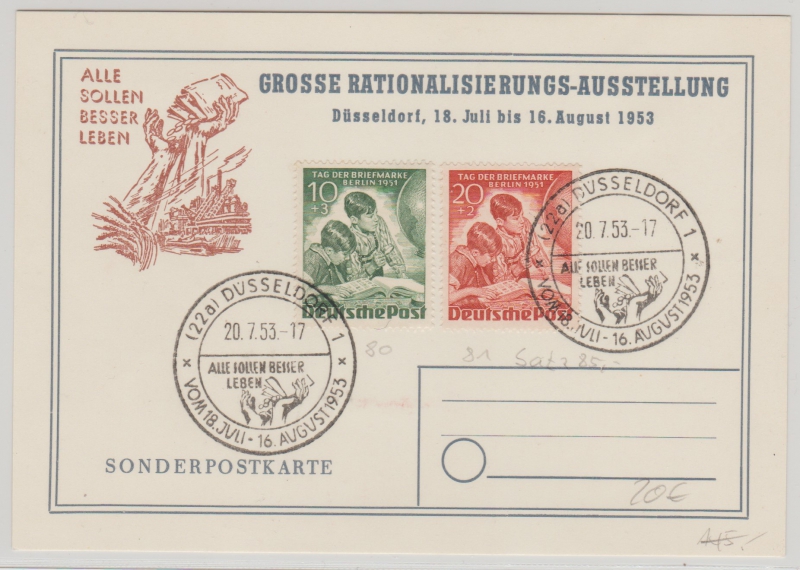 ALLE
SOLLEN
BESSER
LEBEN
GROSSE RATIONALISIERUNGS-AUSSTELLUNG
Düsseldorf, 18. Juli bis 16. August 1953
10
+3
TAG DER BRIEFMARKE
BERLIN 1951
Deutsche Post
20
+2
TAG DER BRIEFMARKE
BERLIN 1951
Deutsche Post
(22a) DÜSSELDORF 1
20.7.53.-17
ALLE SOLLEN BESSER
LEBEN
VOM 18. JULI - 16. AUGUST 1953
(22a) DÜSSELDORF 1
20.7.53.-17
ALLE SOLLEN BESSER
LEBEN
VOM 18. JULI - 16. AUGUST 1953
80
81 Satz 85,-
SONDERPOSTKARTE
20€